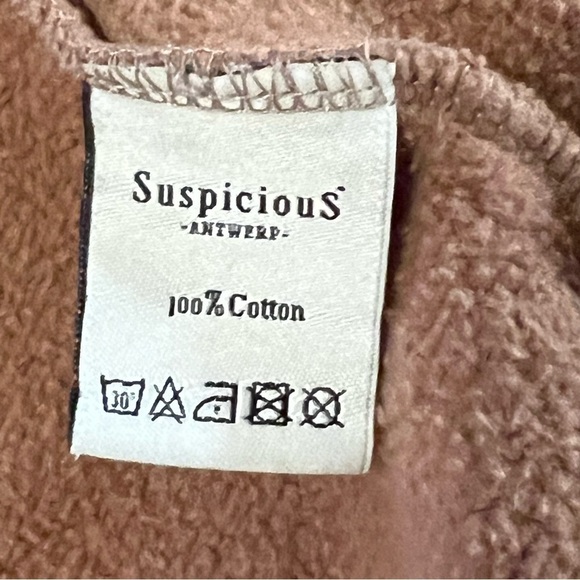 SuspiciouS
-ANTWERP-
100% Cotton
30°